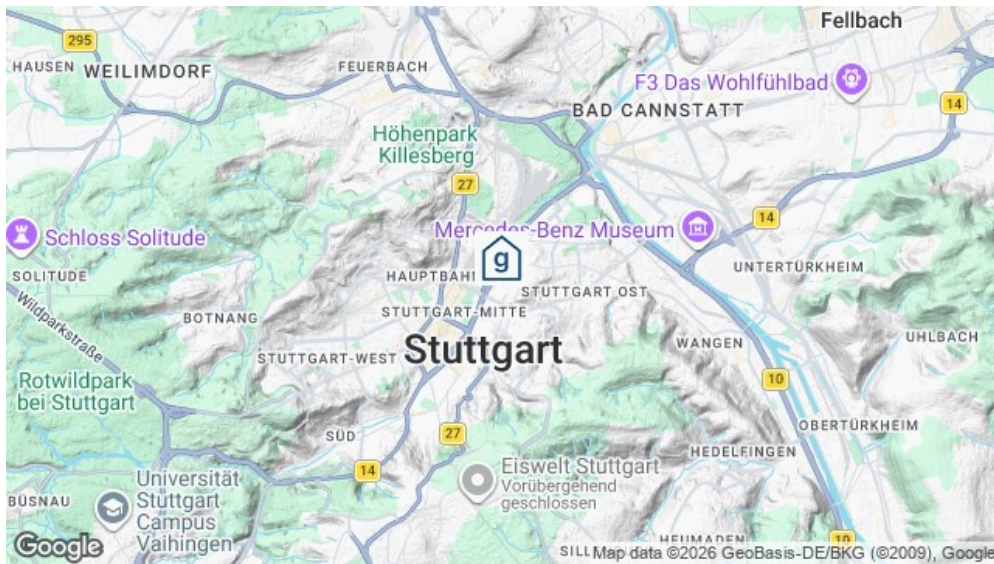 Fellbach
295
HAUSEN
WEILIMDORF
FEUERBACH
F3 Das Wohlfühlbad
14
BAD CANNSTATT
Höhenpark
Killesberg
27
14
Mercedes-Benz Museum
Schloss Solitude
SOLITUDE
g
HAUPTBAH
UNTERTÜRKHEIM
STUTTGART OST
Wildparkstraße
BOTNANG
STUTTGART-MITTE
UHLBACH
WANGEN
Stuttgart
STUTTGART-WEST
10
Rotwildpark
bei Stuttgart
OBERTÜRKHEIM
SÜD
27
HEDELFINGEN
14
Eiswelt Stuttgart
Vorübergehend
geschlossen
Universität
Stuttgart
Campus
Vaihingen
BÜSNAU
10
HEUMADEN
SILL
Google
Map data ©2026 GeoBasis-DE/BKG (©2009), Google